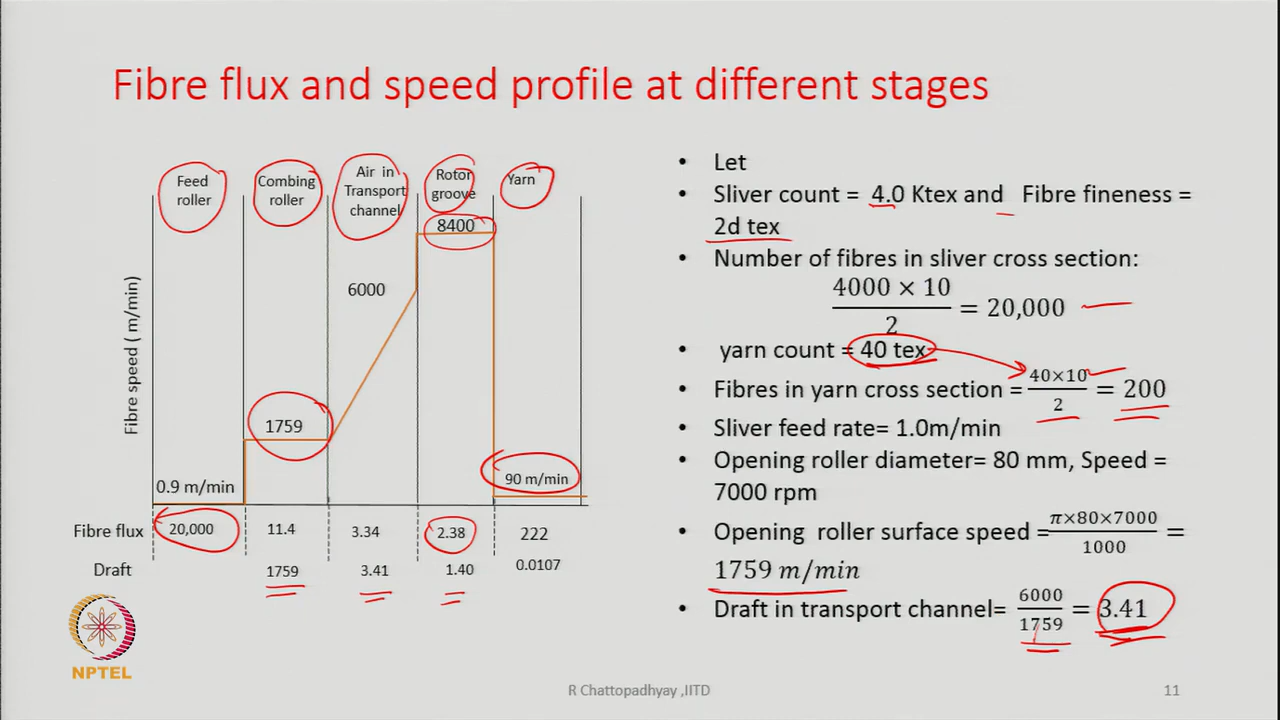 Fibre flux and speed profile at different stages
Feed
roller
Combing
roller
Air in
Transport
channel
Rotor
groove
Yarn
8400
6000
1759
0.9 m/min
90 m/min
Fibre speed ( m/min)
Fibre flux 20,000 11.4 3.34 2.38 222
Draft 1759 3.41 1.40 0.0107
• Let
• Sliver count = 4.0 Ktex and Fibre fineness =
2d tex
• Number of fibres in sliver cross section:
4000 × 10
2
= 20,000
• yarn count = 40 tex
• Fibres in yarn cross section = 40×10/2 = 200
• Sliver feed rate= 1.0m/min
• Opening roller diameter= 80 mm, Speed =
7000 rpm
• Opening roller surface speed = π×80×7000/1000 =
1759 m/min
• Draft in transport channel= 6000/1759 = 3.41
NPTEL
R Chattopadhyay ,IITD
11